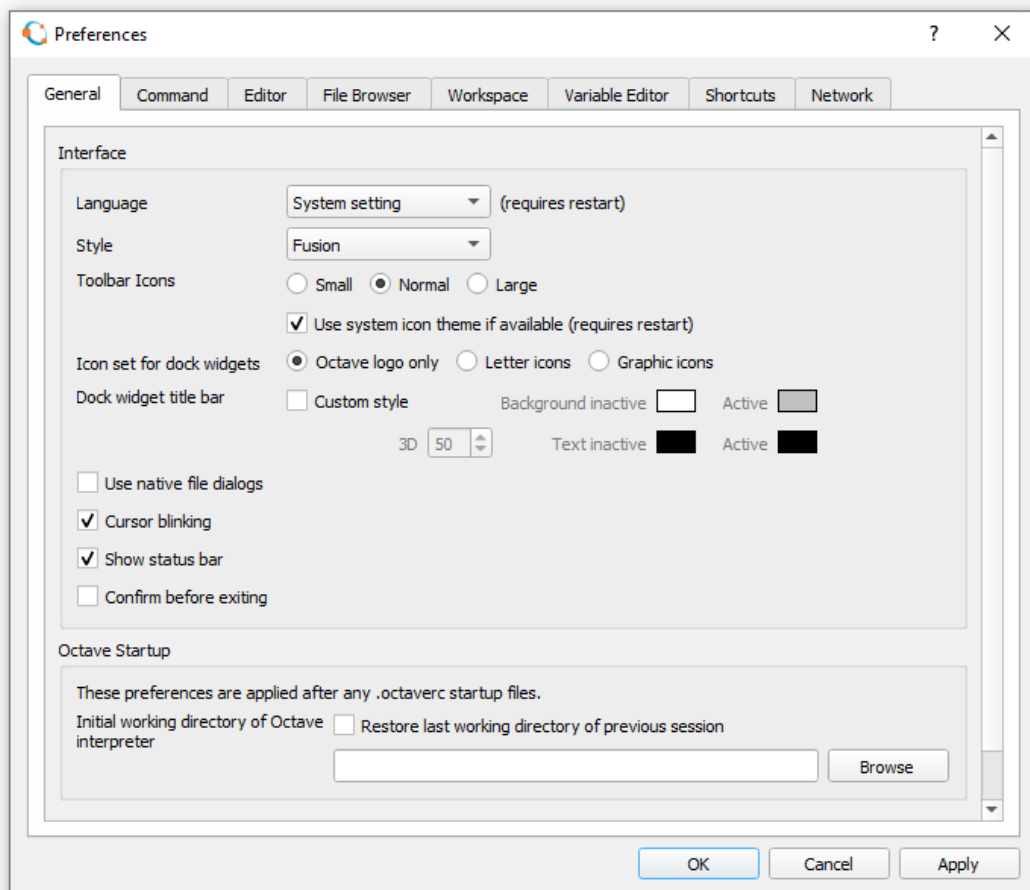 Preferences
General Command Editor File Browser Workspace Variable Editor Shortcuts Network
Interface
Language System setting (requires restart)
Style Fusion
Toolbar Icons Small Normal Large
Use system icon theme if available (requires restart)
Icon set for dock widgets Octave logo only Letter icons Graphic icons
Dock widget title bar Custom style Background inactive Active
3D 50 Text inactive Active
Use native file dialogs
Cursor blinking
Show status bar
Confirm before exiting
Octave Startup
These preferences are applied after any .octaverc startup files.
Initial working directory of Octave Restore last working directory of previous session
interpreter
Browse
OK Cancel Apply